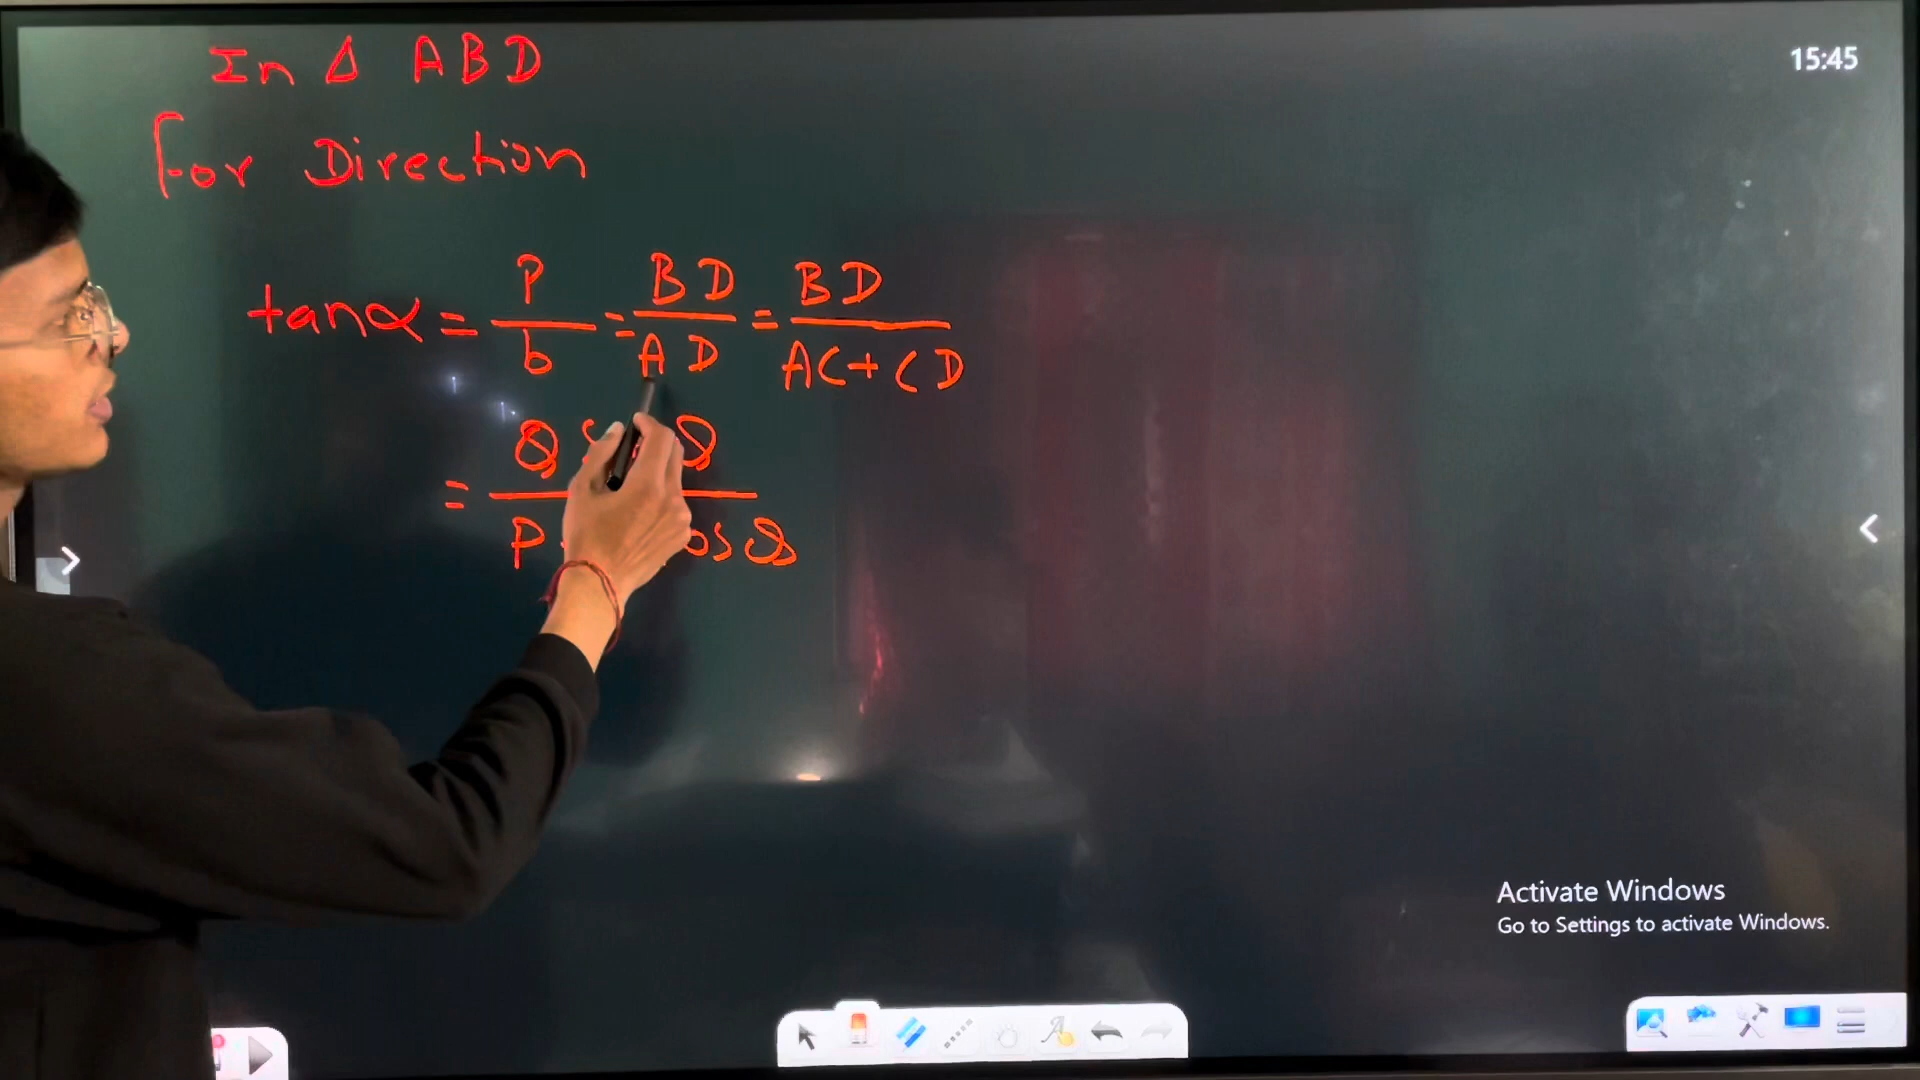 In Δ ABD
15:45
For Direction
tanα = P/b = BD/AD = BD/AC+CD
= Q S θ / P cosθ
Activate Windows
Go to Settings to activate Windows.